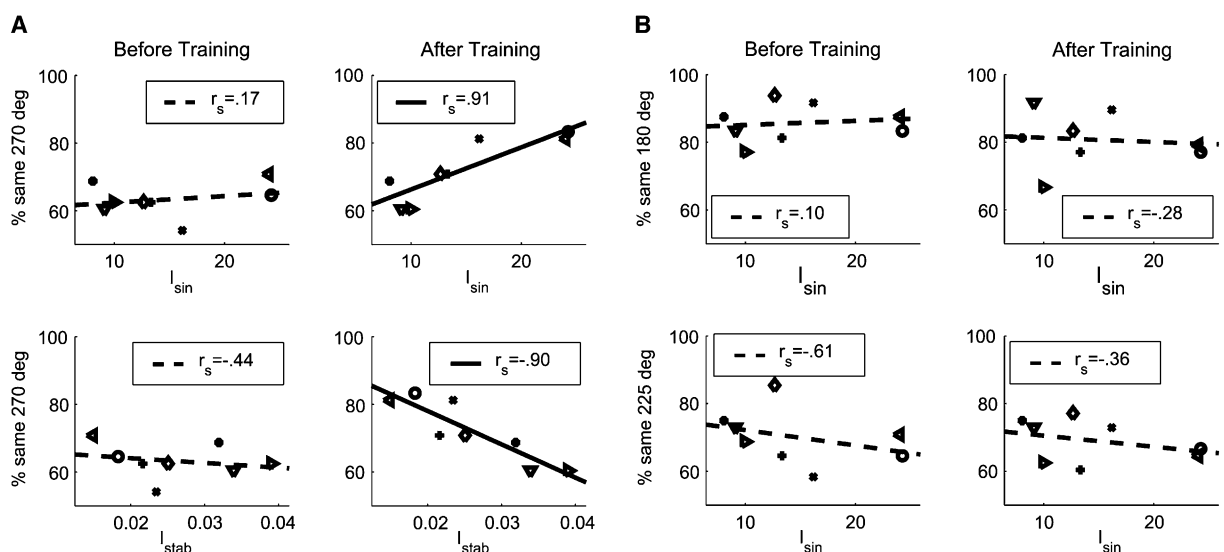 A
Before Training
After Training
% same 270 deg
100
80
60
10
20
I_sin
r_s=.17
100
80
60
10
20
I_sin
r_s=.91
% same 270 deg
100
80
60
0.02
0.03
0.04
I_stab
r_s=-.44
100
80
60
0.02
0.03
0.04
I_stab
r_s=-.90
B
Before Training
After Training
% same 180 deg
100
80
60
10
20
I_sin
r_s=.10
100
80
60
10
20
I_sin
r_s=-.28
% same 225 deg
100
80
60
10
20
I_sin
r_s=-.61
100
80
60
10
20
I_sin
r_s=-.36